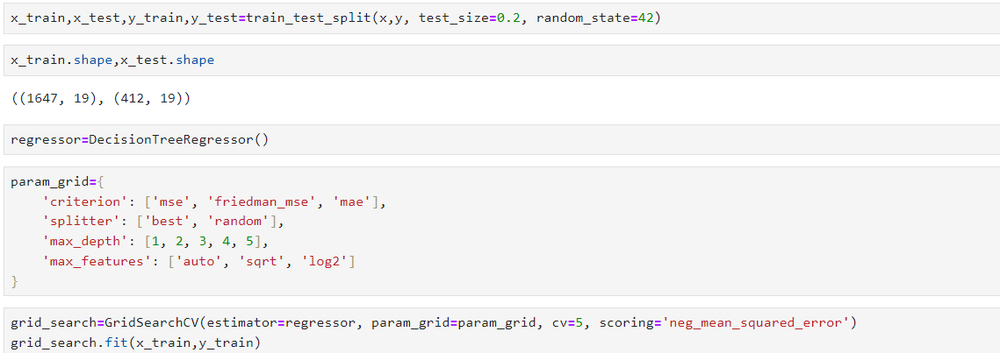 x_train,x_test,y_train,y_test=train_test_split(x,y, test_size=0.2, random_state=42)
x_train.shape,x_test.shape
((1647, 19), (412, 19))
regressor=DecisionTreeRegressor()
param_grid={
    'criterion': ['mse', 'friedman_mse', 'mae'],
    'splitter': ['best', 'random'],
    'max_depth': [1, 2, 3, 4, 5],
    'max_features': ['auto', 'sqrt', 'log2']
}
grid_search=GridSearchCV(estimator=regressor, param_grid=param_grid, cv=5, scoring='neg_mean_squared_error')
grid_search.fit(x_train,y_train)